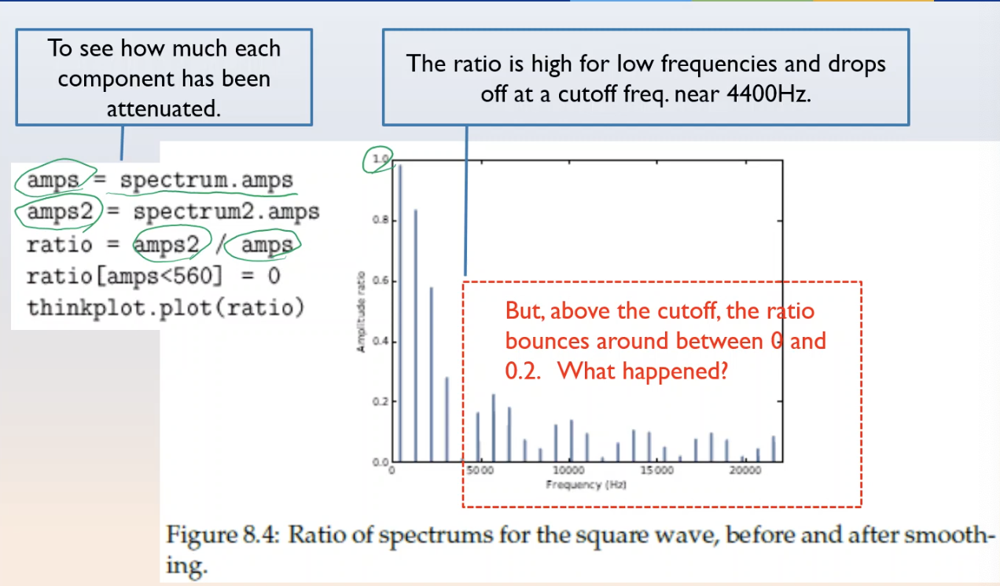 To see how much each
component has been
attenuated.
The ratio is high for low frequencies and drops
off at a cutoff freq. near 4400Hz.
amps = spectrum.amps
amps2 = spectrum2.amps
ratio = amps2 / amps
ratio[amps<560] = 0
thinkplot.plot(ratio)
1.0
0.8
0.6
0.4
0.2
0.0
Amplitude ratio
0 5000 10000 15000 20000
Frequency (Hz)
But, above the cutoff, the ratio
bounces around between 0 and
0.2. What happened?
Figure 8.4: Ratio of spectrums for the square wave, before and after smooth-
ing.